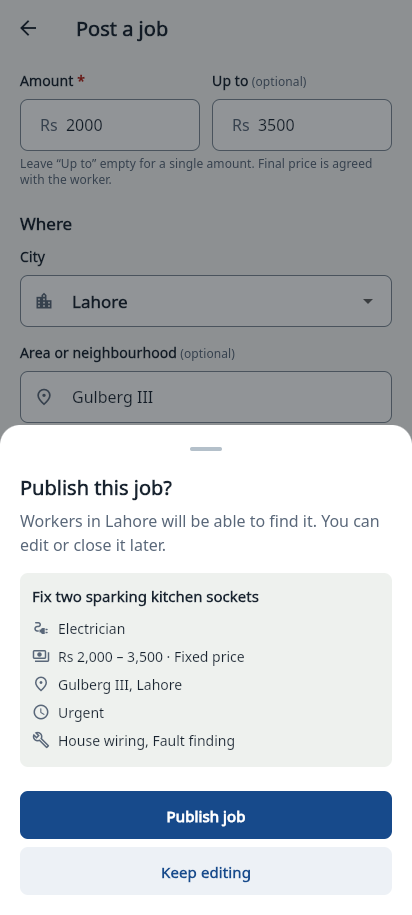 Post a job
Amount *
Up to (optional)
Rs 2000
Rs 3500
Leave “Up to” empty for a single amount. Final price is agreed
with the worker.
Where
City
Lahore
Area or neighbourhood (optional)
Gulberg III
Publish this job?
Workers in Lahore will be able to find it. You can
edit or close it later.
Fix two sparking kitchen sockets
Electrician
Rs 2,000 – 3,500 · Fixed price
Gulberg III, Lahore
Urgent
House wiring, Fault finding
Publish job
Keep editing